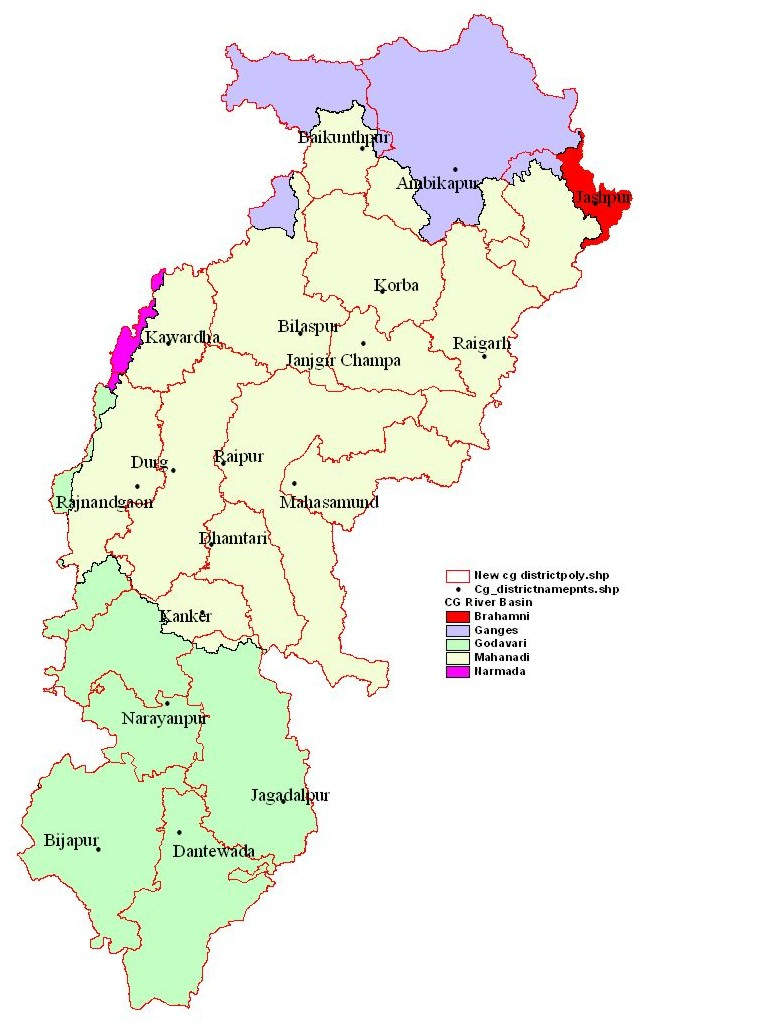 Baikunthpur
Ambikapur
Jashpur
Korba
Bilaspur
Kawardha
Janjgir Champa
Raigarh
Durg
Raipur
Rajnandgaon
Mahasamund
Dhamtari
Kanker
New cg districtpoly.shp
Cg_districtnamepnts.shp
CG River Basin
Brahamni
Ganges
Godavari
Mahanadi
Narmada
Narayanpur
Jagadalpur
Bijapur
Dantewada